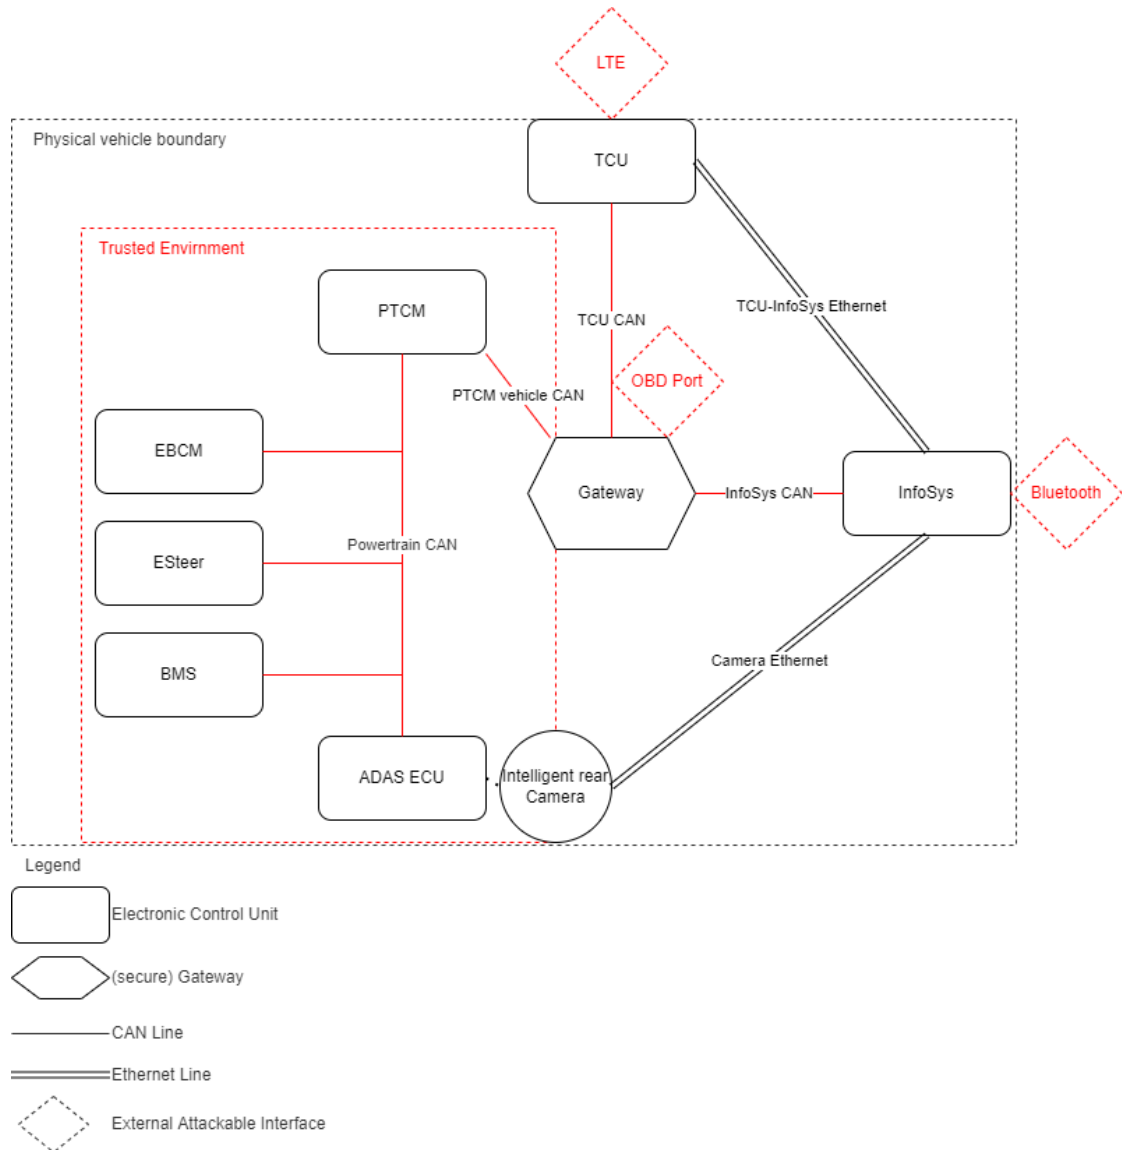 LTE
Physical vehicle boundary
TCU
Trusted Envirnment
PTCM
TCU-InfoSys Ethernet
TCU CAN
OBD Port
PTCM vehicle CAN
EBCM
Gateway
InfoSys CAN
InfoSys
Bluetooth
Powertrain CAN
ESteer
Camera Ethernet
BMS
ADAS ECU
Intelligent rear
Camera
Legend
Electronic Control Unit
(secure) Gateway
CAN Line
Ethernet Line
External Attackable Interface